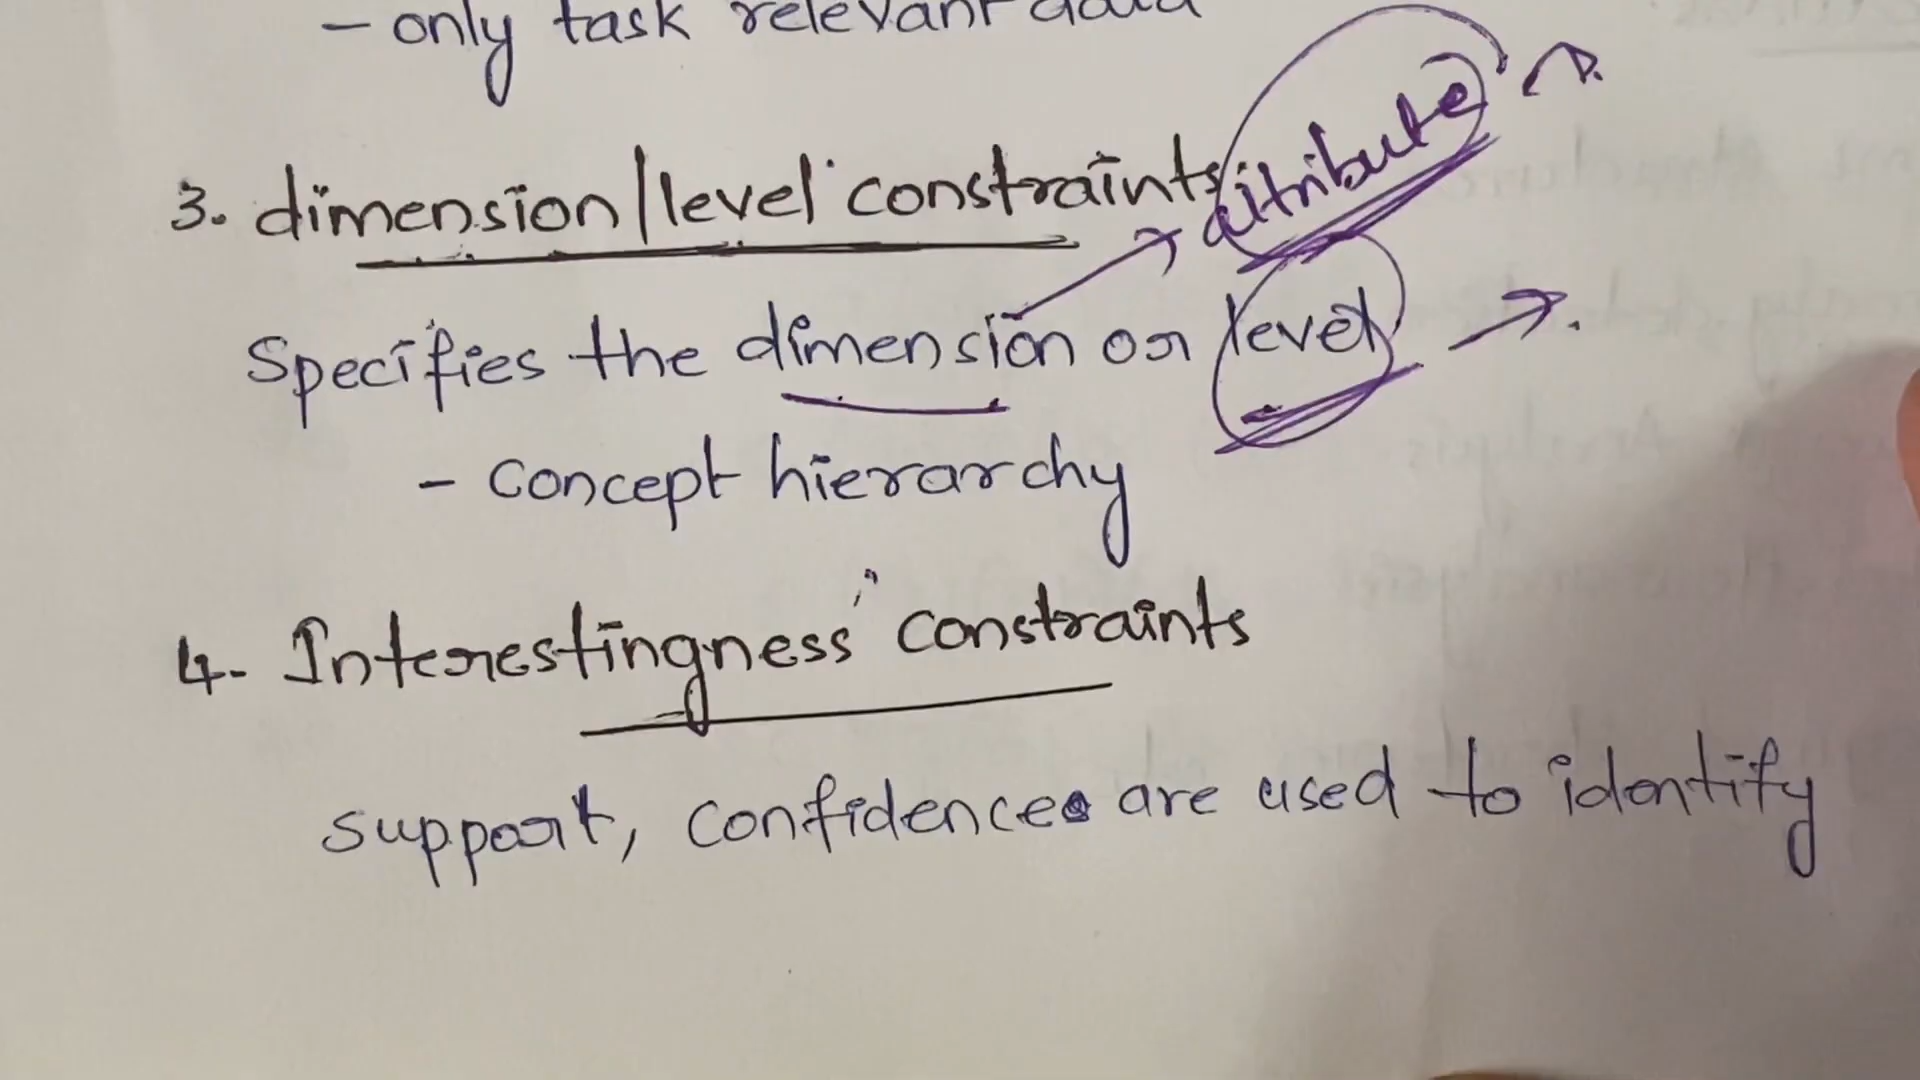 - only task relevant data
3. dimension/level constraints
attribute
Specifies the dimension or level
- concept hierarchy
4. Interestingness constraints
support, confidence are used to identify